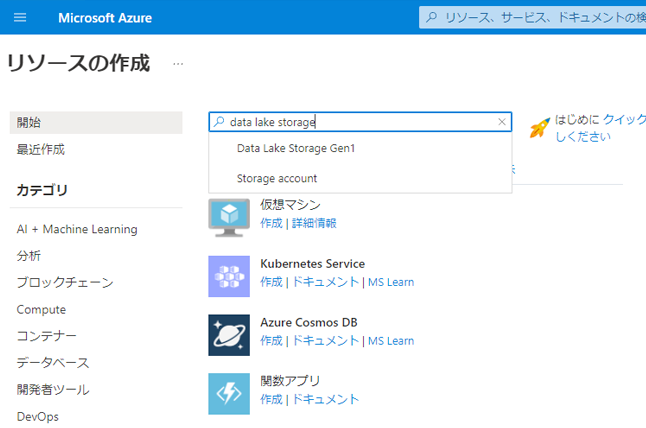 Microsoft Azure
リソース、サービス、ドキュメントの検
リソースの作成 ...
開始
最近作成
カテゴリ
AI + Machine Learning
分析
ブロックチェーン
Compute
コンテナー
データベース
開発者ツール
DevOps
data lake storage
Data Lake Storage Gen1
Storage account
はじめに クイック
しください
仮想マシン
作成 | 詳細情報
Kubernetes Service
作成 | ドキュメント | MS Learn
Azure Cosmos DB
作成 | ドキュメント | MS Learn
関数アプリ
作成 | ドキュメント